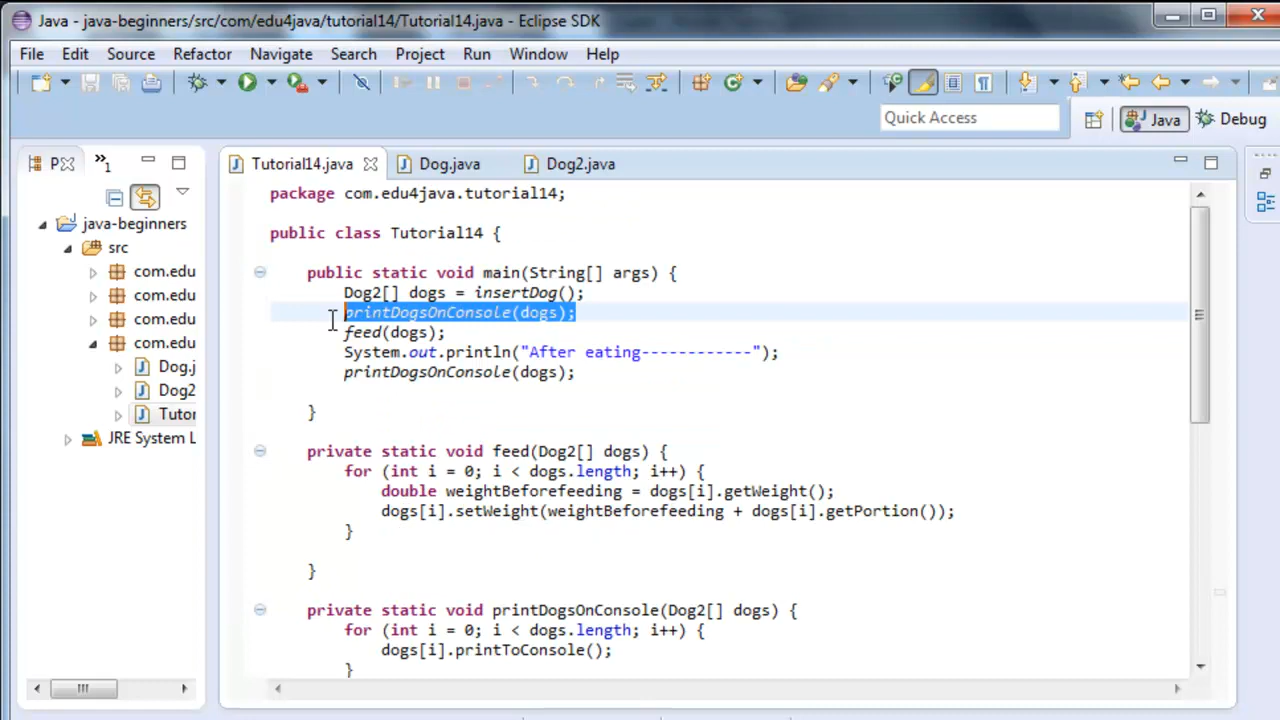 Java - java-beginners/src/com/edu4java/tutorial14/Tutorial14.java - Eclipse SDK
File Edit Source Refactor Navigate Search Project Run Window Help
Quick Access
Java
Debug
P
»1
java-beginners
src
com.edu
com.edu
com.edu
com.edu
Dog.j
Dog2
Tutor
JRE System L
Tutorial14.java
Dog.java
Dog2.java
package com.edu4java.tutorial14;
public class Tutorial14 {
public static void main(String[] args) {
Dog2[] dogs = insertDog();
printDogsOnConsole(dogs);
feed(dogs);
System.out.println("After eating------------");
printDogsOnConsole(dogs);
}
private static void feed(Dog2[] dogs) {
for (int i = 0; i < dogs.length; i++) {
double weightBeforefeeding = dogs[i].getWeight();
dogs[i].setWeight(weightBeforefeeding + dogs[i].getPortion());
}
}
private static void printDogsOnConsole(Dog2[] dogs) {
for (int i = 0; i < dogs.length; i++) {
dogs[i].printToConsole();
}